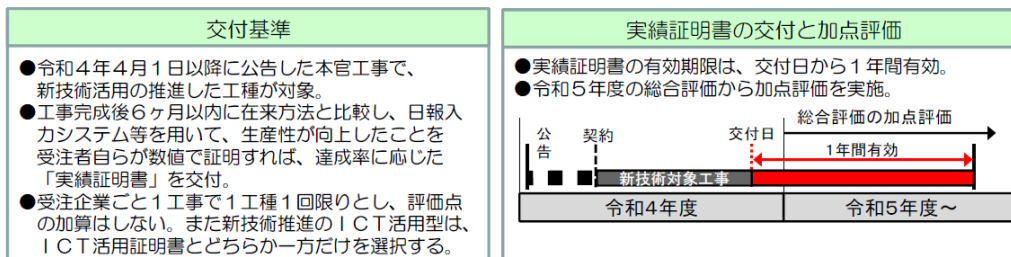 交付基準
●令和４年４月１日以降に公告した本官工事で、
新技術活用の推進した工種が対象。
●工事完成後６ヶ月以内に在来方法と比較し、日報入
力システム等を用いて、生産性が向上したことを
受注者自らが数値で証明すれば、達成率に応じた
「実績証明書」を交付。
●受注企業ごと１工事で１工種１回限りとし、評価点
の加算はしない。また新技術推進のＩＣＴ活用型は、
ＩＣＴ活用証明書とどちらか一方だけを選択する。
実績証明書の交付と加点評価
●実績証明書の有効期限は、交付日から１年間有効。
●令和５年度の総合評価から加点評価を実施。
公告
契約
交付日
総合評価の加点評価
1年間有効
新技術対象工事
令和４年度
令和５年度～